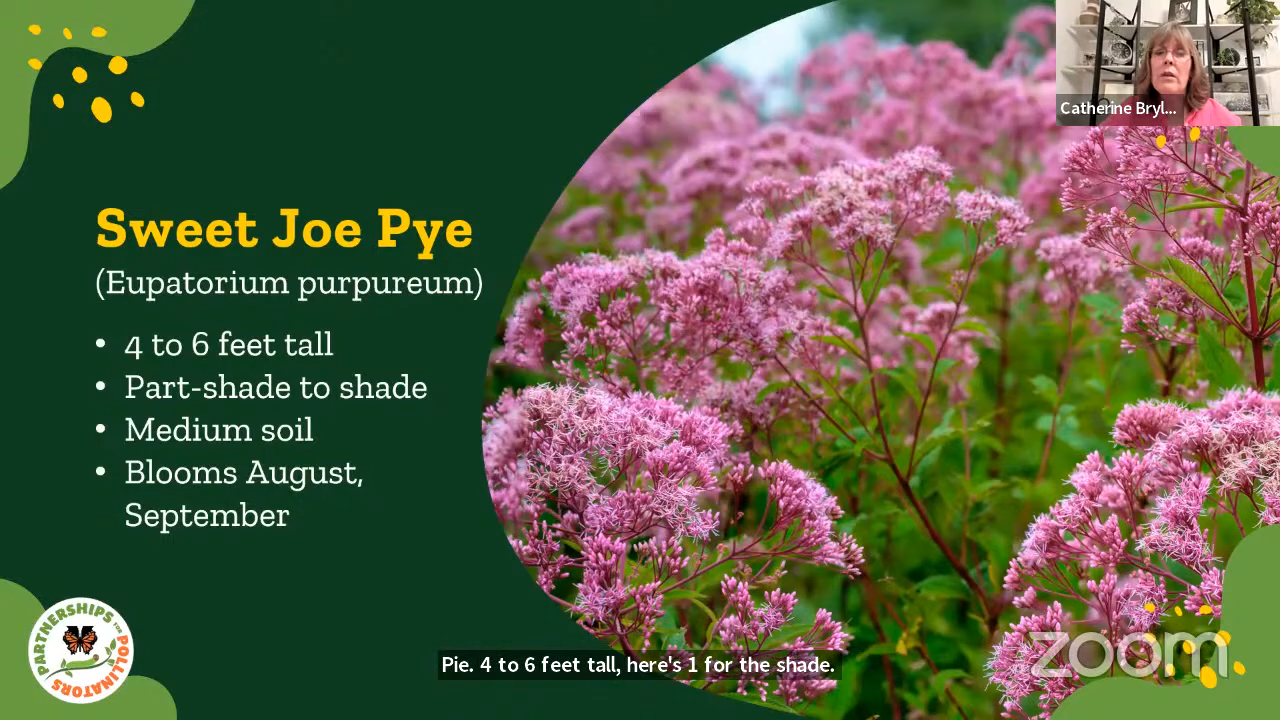 Catherine Bryl...
Sweet Joe Pye
(Eupatorium purpureum)
• 4 to 6 feet tall
• Part-shade to shade
• Medium soil
• Blooms August,
September
PARTNERSHIPS FOR POLLINATORS
Pie. 4 to 6 feet tall, here's 1 for the shade.
zoom